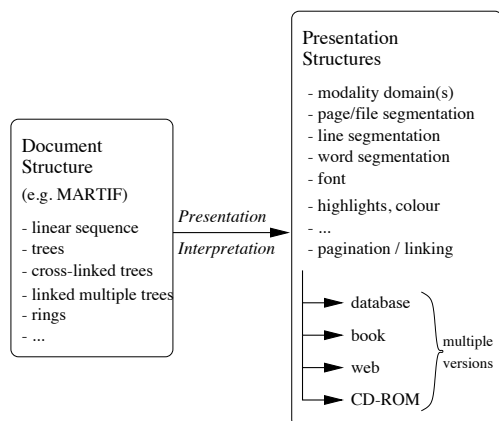 Document
Structure
(e.g. MARTIF)
- linear sequence
- trees
- cross-linked trees
- linked multiple trees
- rings
- ...
Presentation
Interpretation
Presentation
Structures
- modality domain(s)
- page/file segmentation
- line segmentation
- word segmentation
- font
- highlights, colour
- ...
- pagination / linking
database
book
web
CD-ROM
multiple
versions